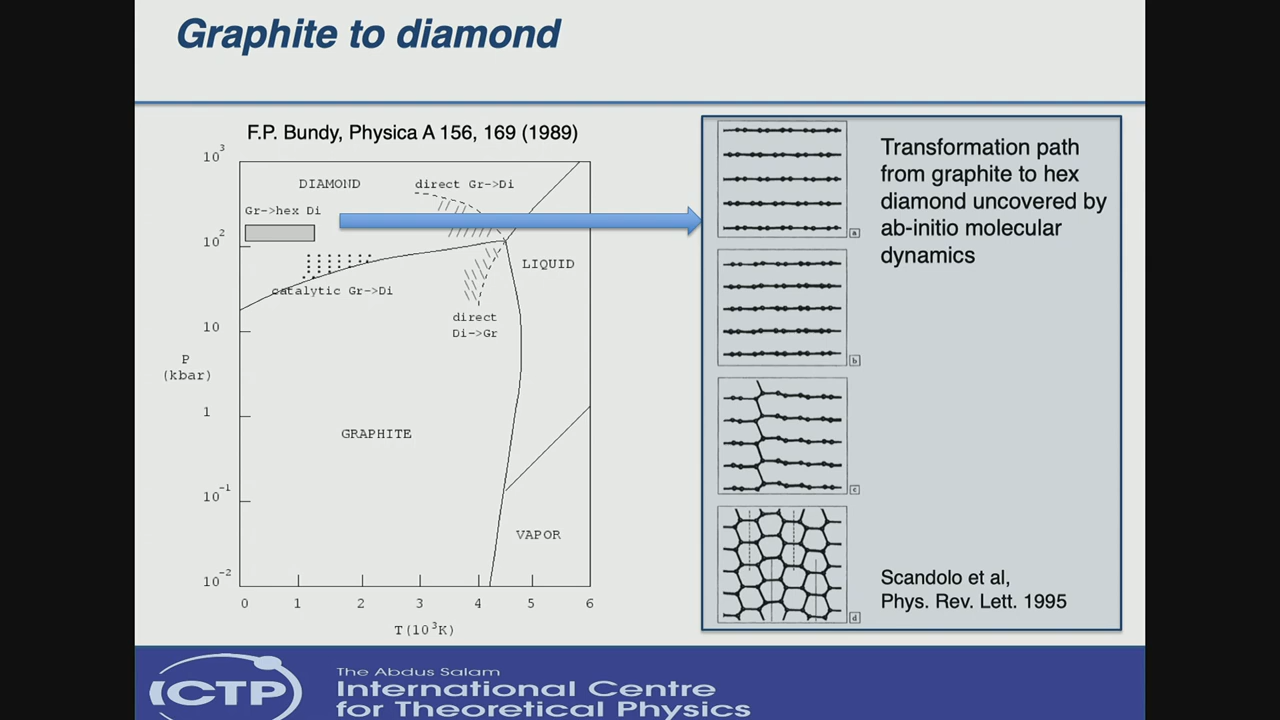 Graphite to diamond
F.P. Bundy, Physica A 156, 169 (1989)
10³
10²
10
1
10⁻¹
10⁻²
P
(kbar)
DIAMOND
direct Gr->Di
Gr->hex Di
catalytic Gr->Di
LIQUID
direct
Di->Gr
GRAPHITE
VAPOR
0 1 2 3 4 5 6
T(10³K)
a
b
c
d
Transformation path
from graphite to hex
diamond uncovered by
ab-initio molecular
dynamics
Scandolo et al,
Phys. Rev. Lett. 1995
ICTP
The Abdus Salam
International Centre
for Theoretical Physics